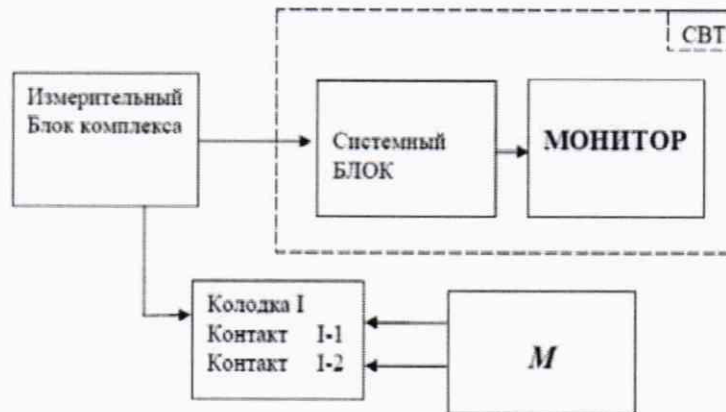 СВТ
Измерительный
Блок комплекса
Системный
БЛОК
МОНИТОР
Колодка I
Контакт I-1
Контакт I-2
М